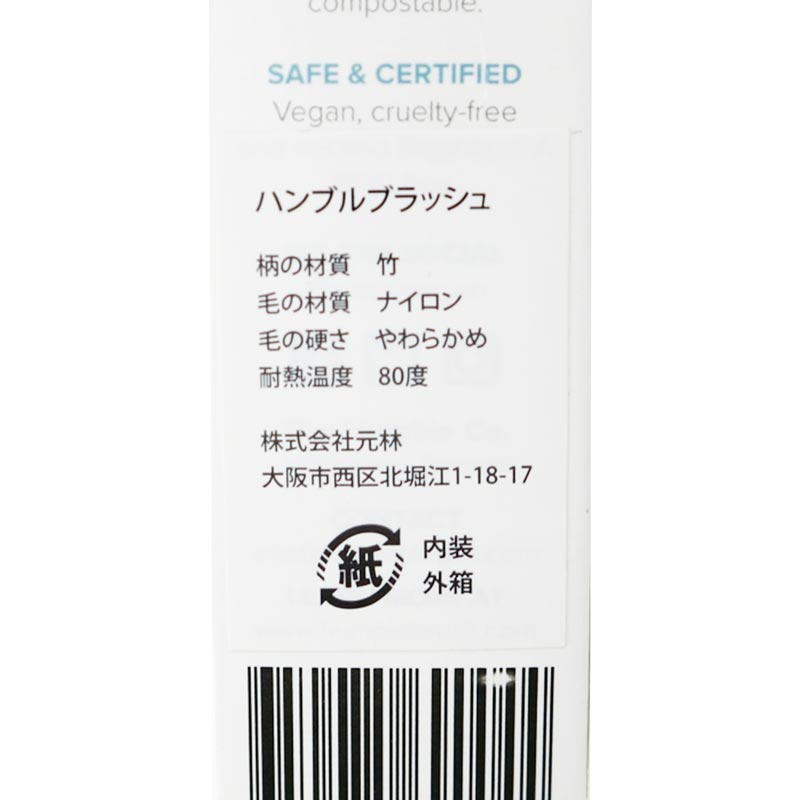 compostable.
SAFE & CERTIFIED
Vegan, cruelty-free
ハンブルブラッシュ
柄の材質 竹
毛の材質 ナイロン
毛の硬さ やわらかめ
耐熱温度 80度
株式会社元林
大阪市西区北堀江1-18-17
紙 内装
外箱